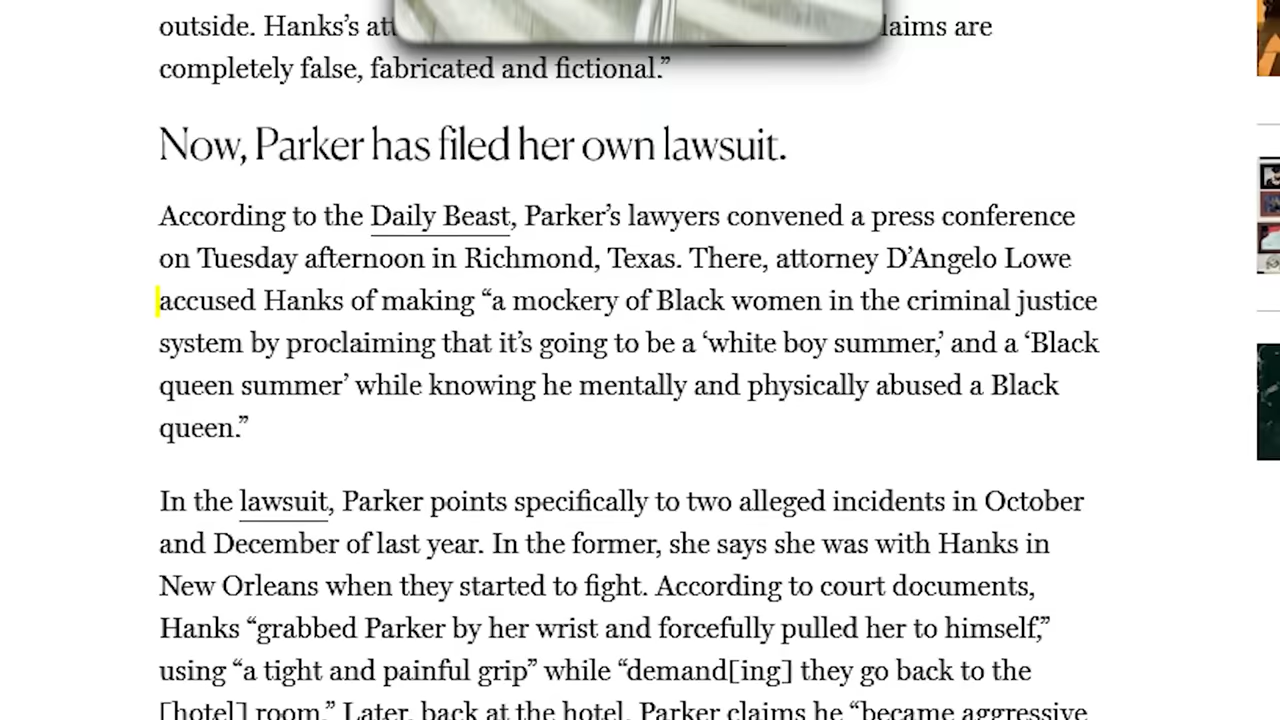 outside. Hanks’s att laims are
completely false, fabricated and fictional.”
Now, Parker has filed her own lawsuit.
According to the Daily Beast, Parker’s lawyers convened a press conference
on Tuesday afternoon in Richmond, Texas. There, attorney D’Angelo Lowe
accused Hanks of making “a mockery of Black women in the criminal justice
system by proclaiming that it’s going to be a ‘white boy summer,’ and a ‘Black
queen summer’ while knowing he mentally and physically abused a Black
queen.”
In the lawsuit, Parker points specifically to two alleged incidents in October
and December of last year. In the former, she says she was with Hanks in
New Orleans when they started to fight. According to court documents,
Hanks “grabbed Parker by her wrist and forcefully pulled her to himself,”
using “a tight and painful grip” while “demand[ing] they go back to the
[hotel] room.” Later, back at the hotel, Parker claims he “became aggressive